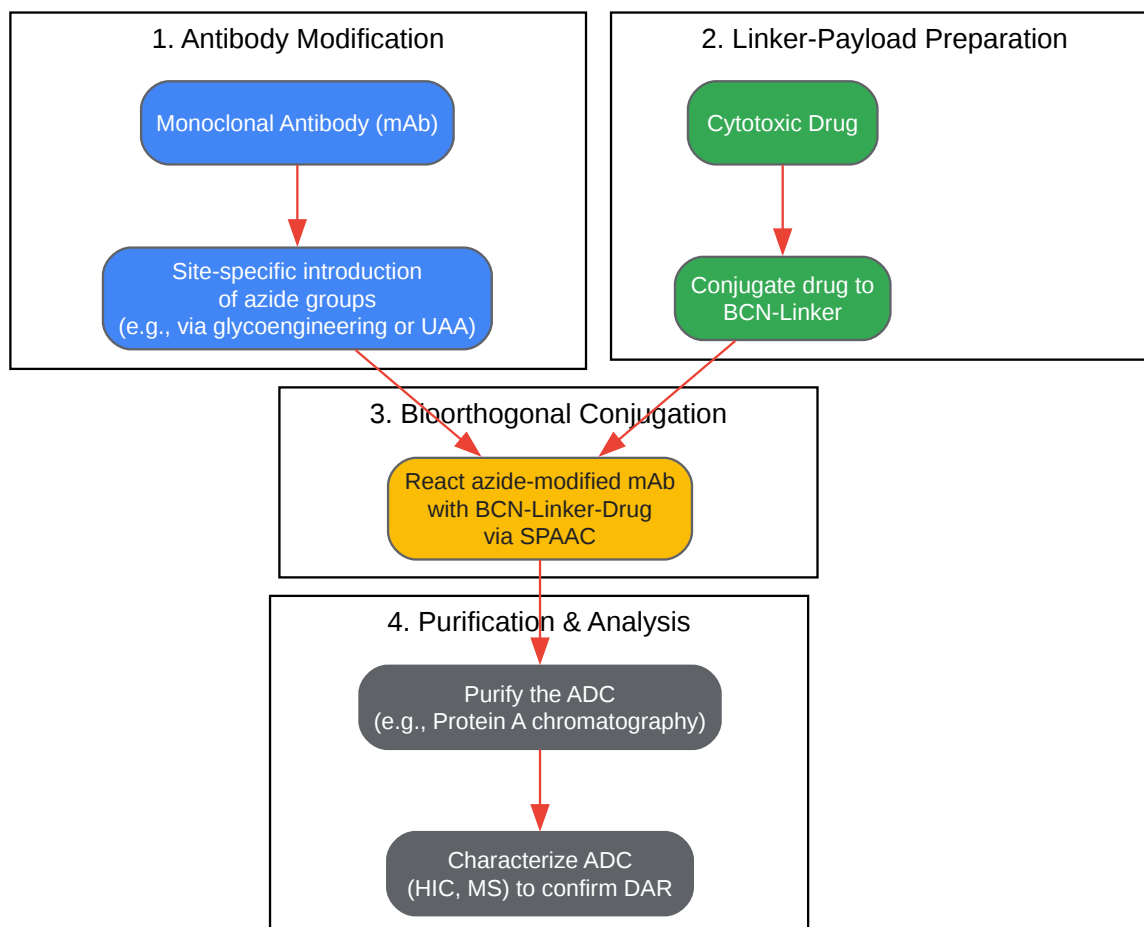 1. Antibody Modification
Monoclonal Antibody (mAb)
Site-specific introduction
of azide groups
(e.g., via glycoengineering or UAA)
2. Linker-Payload Preparation
Cytotoxic Drug
Conjugate drug to
BCN-Linker
3. Bioorthogonal Conjugation
React azide-modified mAb
with BCN-Linker-Drug
via SPAAC
4. Purification & Analysis
Purify the ADC
(e.g., Protein A chromatography)
Characterize ADC
(HIC, MS) to confirm DAR